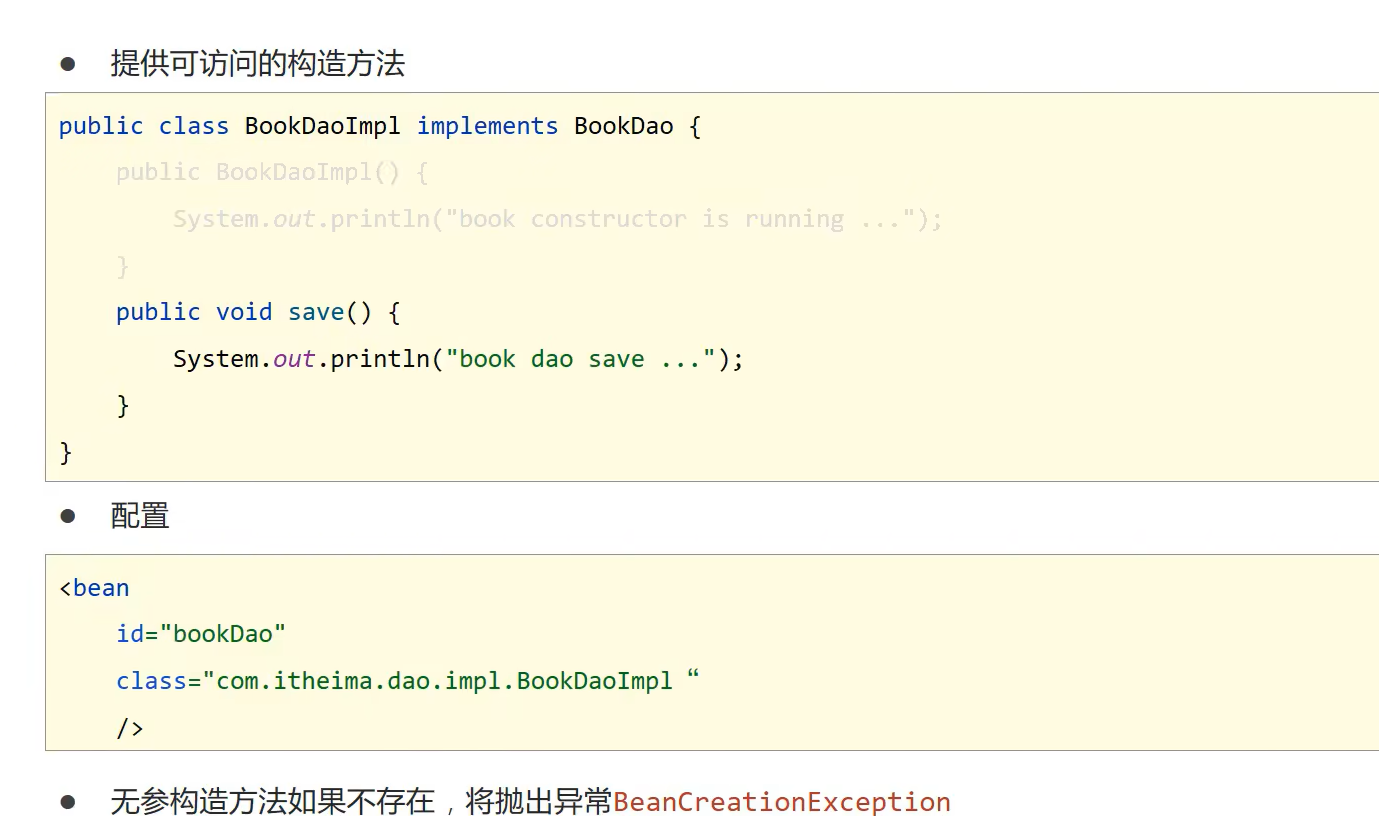 ● 提供可访问的构造方法
public class BookDaoImpl implements BookDao {
    public BookDaoImpl() {
        System.out.println("book constructor is running ...");
    }
    public void save() {
        System.out.println("book dao save ...");
    }
}
● 配置
<bean
    id="bookDao"
    class="com.itheima.dao.impl.BookDaoImpl “
    />
● 无参构造方法如果不存在，将抛出异常BeanCreationException